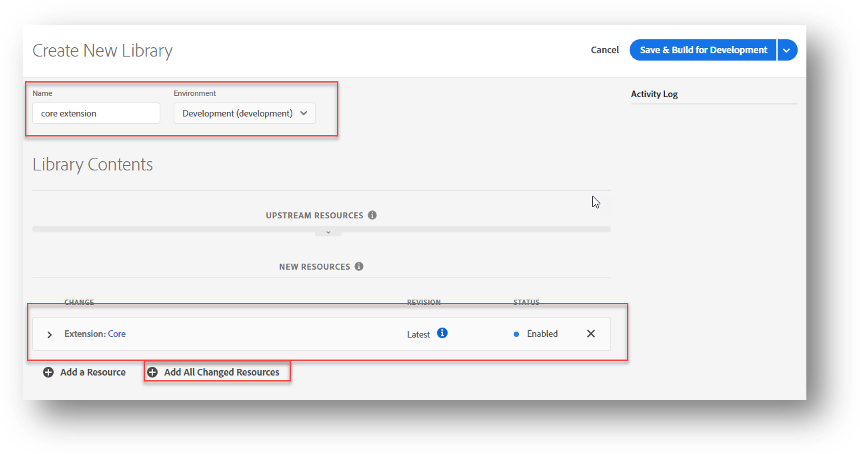 Create New Library
Cancel
Save & Build for Development
Name
Environment
Activity Log
core extension
Development (development)
Library Contents
UPSTREAM RESOURCES
NEW RESOURCES
CHANGE
REVISION
STATUS
Extension: Core
Latest
Enabled
Add a Resource
Add All Changed Resources